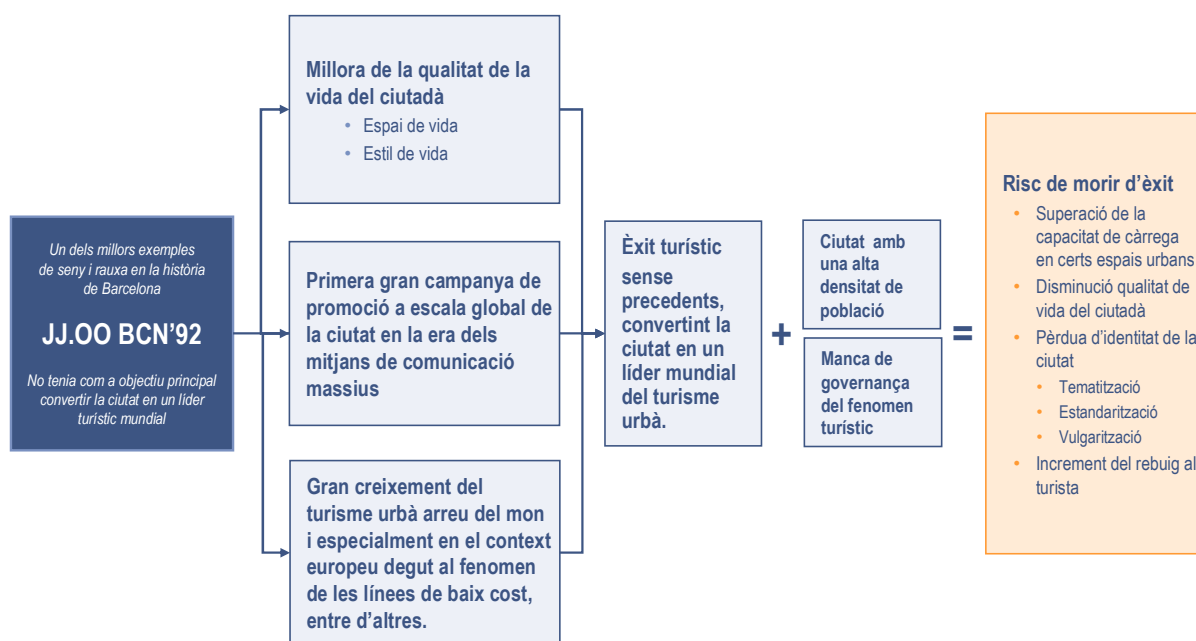 Un dels millors exemples
de seny i rauxa en la història
de Barcelona
JJ.OO BCN’92
No tenia com a objectiu principal
convertir la ciutat en un líder
turístic mundial
Millora de la qualitat de la
vida del ciutadà
• Espai de vida
• Estil de vida
Primera gran campanya de
promoció a escala global de
la ciutat en la era dels
mitjans de comunicació
massius
Gran creixement del
turisme urbà arreu del mon
i especialment en el context
europeu degut al fenomen
de les línees de baix cost,
entre d’altres.
Èxit turístic
sense
precedents,
convertint la
ciutat en un
líder mundial
del turisme
urbà.
+
Ciutat amb
una alta
densitat de
població
Manca de
governança
del fenomen
turístic
=
Risc de morir d’èxit
• Superació de la
capacitat de càrrega
en certs espais urbans
• Disminució qualitat de
vida del ciutadà
• Pèrdua d’identitat de la
ciutat
• Tematització
• Estandarització
• Vulgarització
• Increment del rebuig al
turista